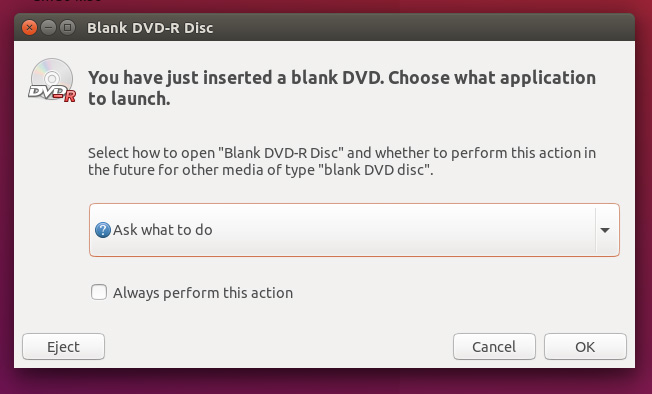 Blank DVD-R Disc
DVD-R
You have just inserted a blank DVD. Choose what application
to launch.
Select how to open "Blank DVD-R Disc" and whether to perform this action in
the future for other media of type "blank DVD disc".
? Ask what to do
Always perform this action
Eject
Cancel
OK